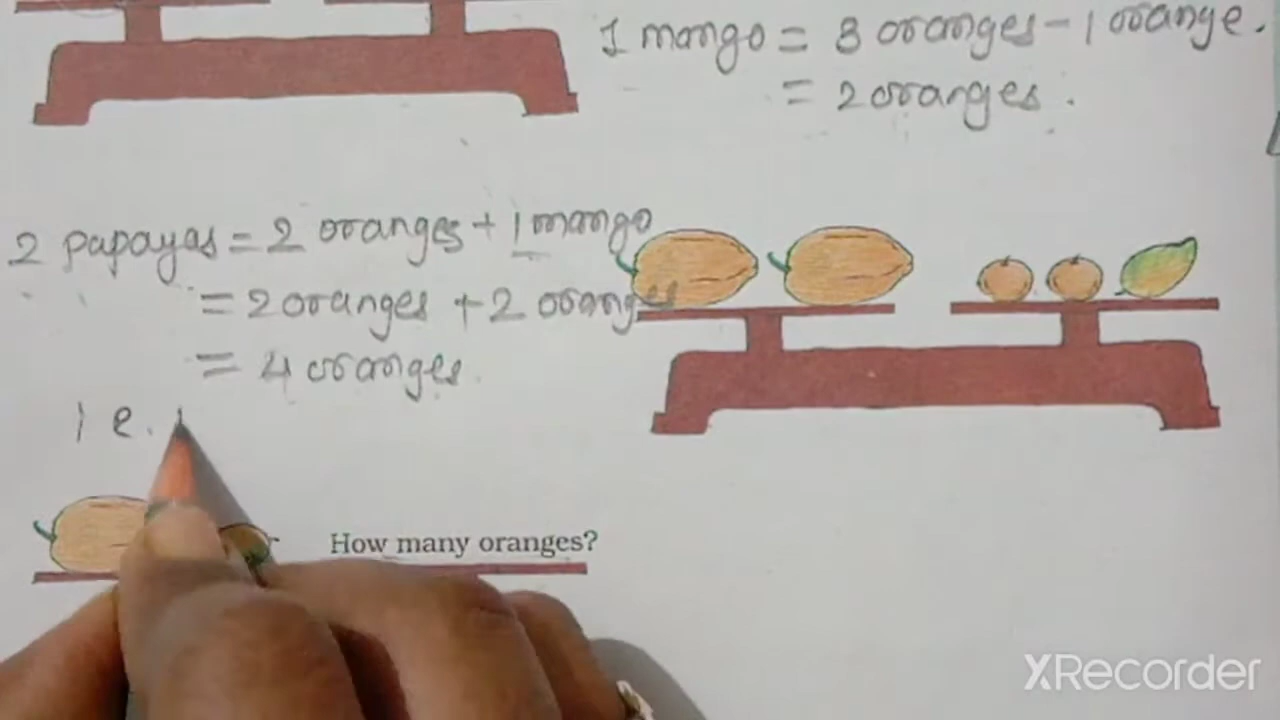 1 mango = 3 oranges - 1 orange.
= 2 oranges.
2 papayas = 2 oranges + 1 mango
= 2 oranges + 2 oranges
= 4 oranges.
i e. 1
How many oranges?
XRecorder